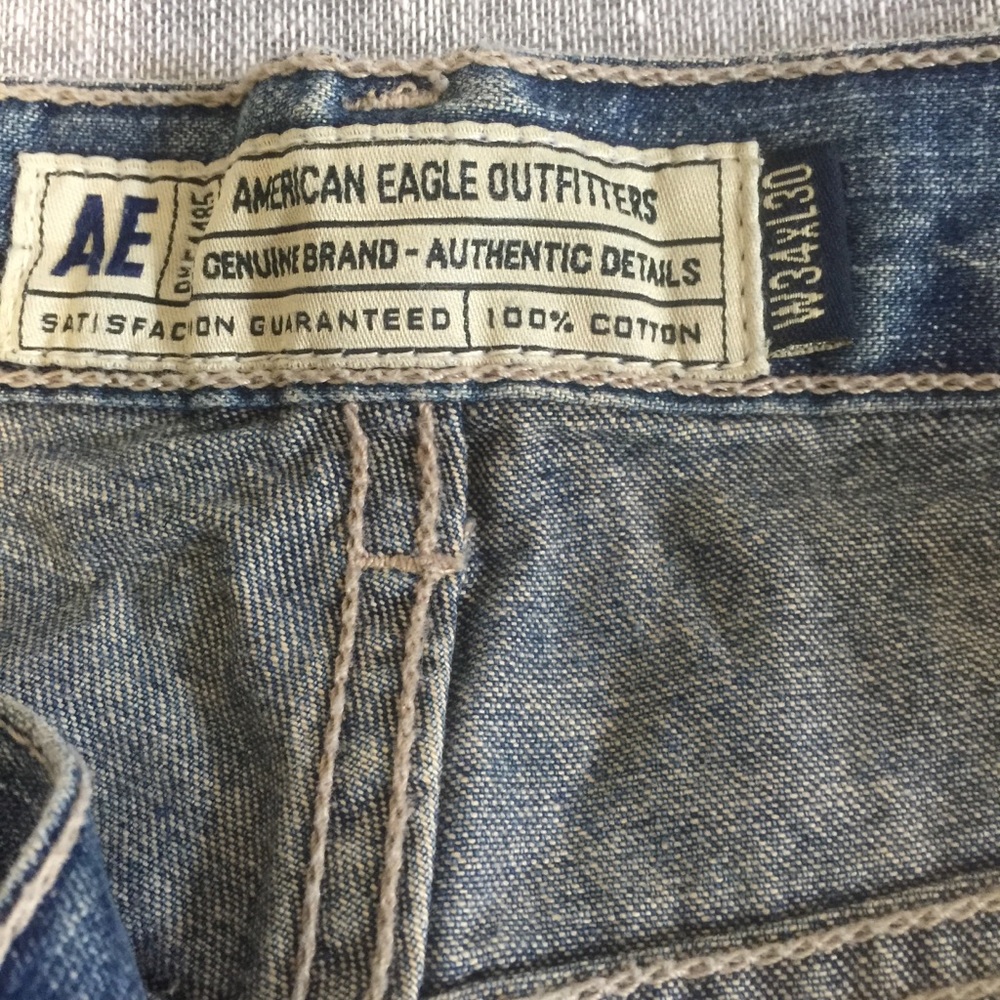 AE
AMERICAN EAGLE OUTFITTERS
GENUINE BRAND - AUTHENTIC DETAILS
SATISFACION GUARANTEED
100% COTTON
W34XL30